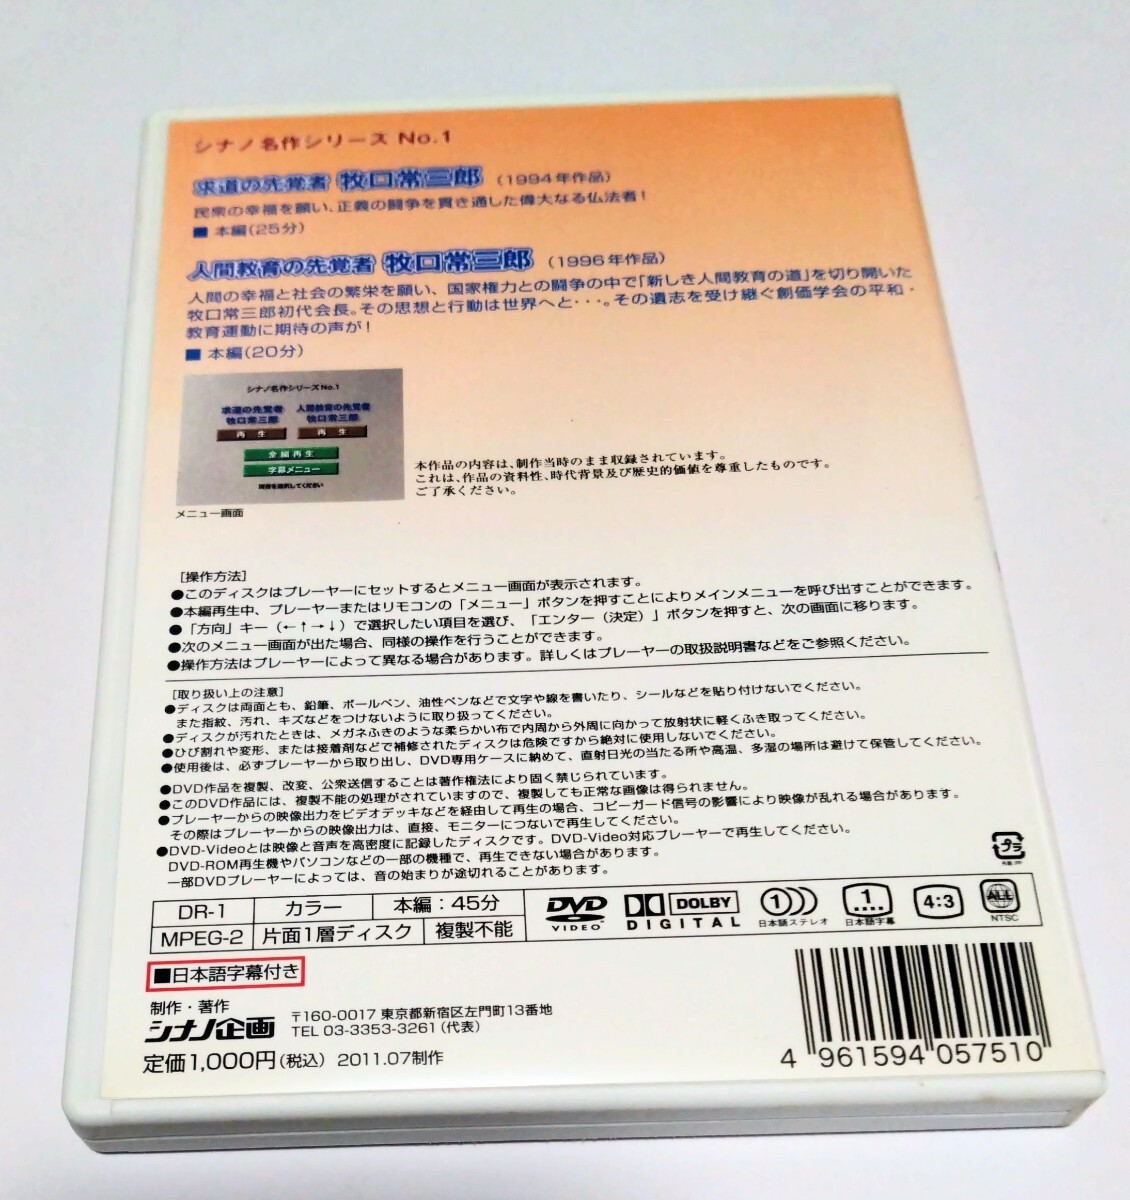 シナノ名作シリーズ No.1
求道の先覚者 牧口常三郎 (1994年作品)
民衆の幸福を願い、正義の闘争を貫き通した偉大なる仏法者!
■ 本編(25分)
人間教育の先覚者 牧口常三郎 (1996年作品)
人間の幸福と社会の繁栄を願い、国家権力との闘争の中で「新しき人間教育の道」を切り開いた
牧口常三郎初代会長。その思想と行動は世界へと・・・。その遺志を受け継ぐ創価学会の平和・
教育運動に期待の声が!
■ 本編(20分)
シナノ名作シリーズ No.1
求道の先覚者 人間教育の先覚者
牧口常三郎 牧口常三郎
再生 再生
全編再生
字幕メニュー
項目を選択してください
メニュー画面
本作品の内容は、制作当時のまま収録されています。
これは、作品の資料性、時代背景及び歴史的価値を尊重したものです。
ご了承ください。
[操作方法]
●このディスクはプレーヤーにセットするとメニュー画面が表示されます。
●本編再生中、プレーヤーまたはリモコンの「メニュー」ボタンを押すことによりメインメニューを呼び出すことができます。
●「方向」キー(←↑→↓)で選択したい項目を選び、「エンター(決定)」ボタンを押すと、次の画面に移ります。
●次のメニュー画面が出た場合、同様の操作を行うことができます。
●操作方法はプレーヤーによって異なる場合があります。詳しくはプレーヤーの取扱説明書などをご参照ください。
[取り扱い上の注意]
●ディスクは両面とも、鉛筆、ボールペン、油性ペンなどで文字や線を書いたり、シールなどを貼り付けないでください。
また指紋、汚れ、キズなどをつけないように取り扱ってください。
●ディスクが汚れたときは、メガネふきのような柔らかい布で内周から外周に向かって放射状に軽くふき取ってください。
●ひび割れや変形、または接着剤などで補修されたディスクは危険ですから絶対に使用しないでください。
●使用後は、必ずプレーヤーから取り出し、DVD専用ケースに納めて、直射日光の当たる所や高温、多湿の場所は避けて保管してください。
●DVD作品を複製、改変、公衆送信することは著作権法により固く禁じられています。
●このDVD作品には、複製不能の処理がされていますので、複製しても正常な画像は得られません。
●プレーヤーからの映像出力をビデオデッキなどを経由して再生の場合、コピーガード信号の影響により映像が乱れる場合があります。
その際はプレーヤーからの映像出力は、直接、モニターにつないで再生してください。
●DVD-Videoとは映像と音声を高密度に記録したディスクです。DVD-Video対応プレーヤーで再生してください。
DVD-ROM再生機やパソコンなどの一部の機種で、再生できない場合があります。
一部DVDプレーヤーによっては、音の始まりが途切れることがあります。
プラ
DR-1 カラー 本編:45分
MPEG-2 片面1層ディスク 複製不能
DVD VIDEO
DOLBY DIGITAL
1 日本語ステレオ
1 日本語字幕
4:3
ALL NTSC
■日本語字幕付き
制作・著作
シナノ企画
〒160-0017 東京都新宿区左門町13番地
TEL 03-3353-3261(代表)
定価1,000円(税込) 2011.07制作
4 961594 057510